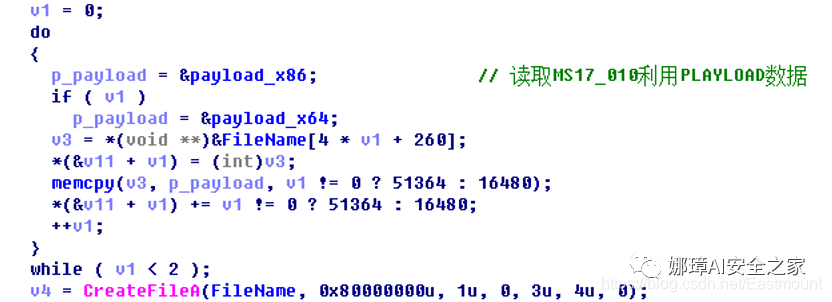 v1 = 0;
do
{
p_payload = &payload_x86; // 读取MS17_010利用PLAYLOAD数据
if ( v1 )
p_payload = &payload_x64;
v3 = *(void **)&FileName[4 * v1 + 260];
*(&v11 + v1) = (int)v3;
memcpy(v3, p_payload, v1 != 0 ? 51364 : 16480);
*(&v11 + v1) += v1 != 0 ? 51364 : 16480;
++v1;
}
while ( v1 < 2 );
v4 = CreateFileA(FileName, 0x80000000u, 1u, 0, 3u, 4u, 0);
娜璋AI安全之家
https://blog.csdn.net/Eastmount